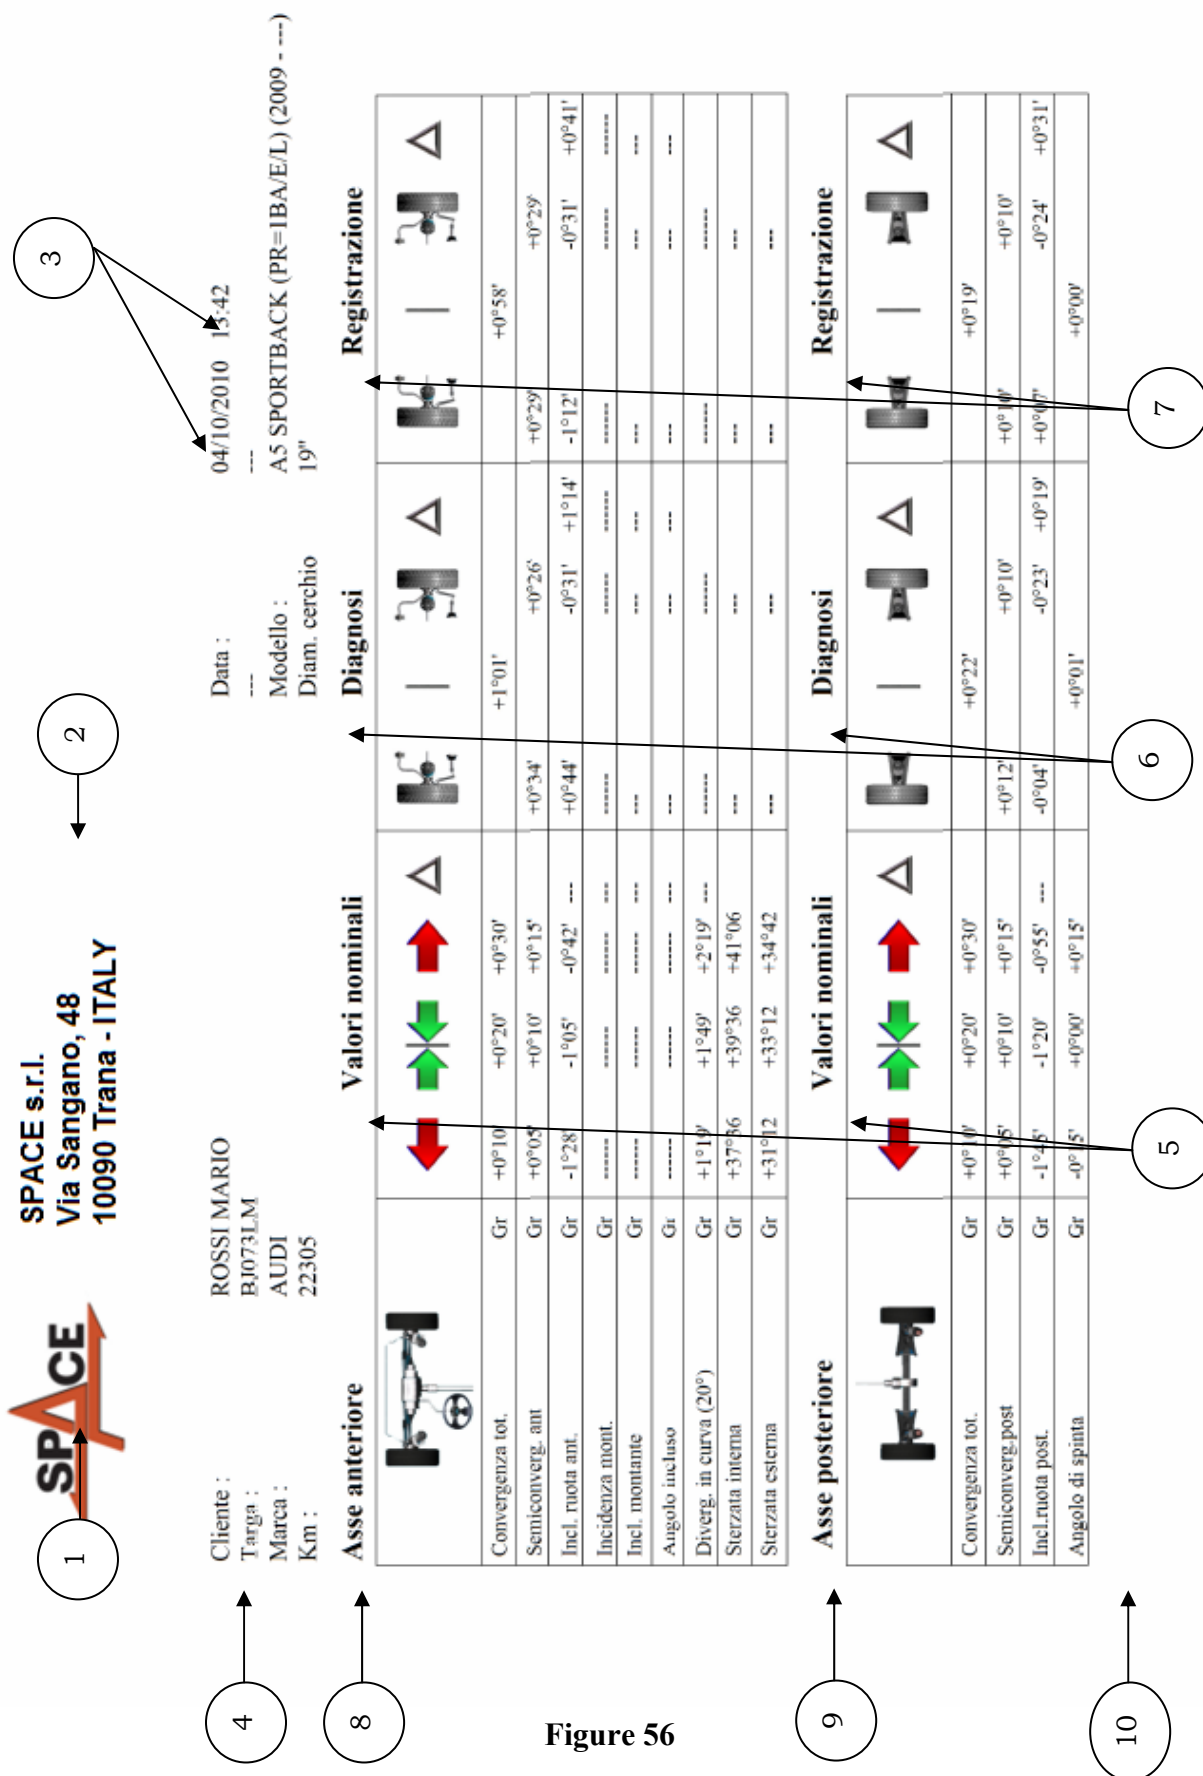 SPACE
SPACE s.r.l.
Via Sangano, 48
10090 Trana - ITALY
1
2
3
Cliente : ROSSI MARIO Data : 04/10/2010 13:42
Targa : BJ073LM --- ---
Marca : AUDI Modello : A5 SPORTBACK (PR=1BA/E/L) (2009 - ---)
Km : 22305 Diam. cerchio 19"
4
Asse anteriore Valori nominali Diagnosi Registrazione
8
Convergenza tot. Gr +0°10' +0°20' +0°30' +1°01' +0°58'
Semiconverg. ant Gr +0°05' +0°10' +0°15' +0°34' +0°26' +0°29' +0°29'
Incl. ruota ant. Gr -1°28' -1°05' -0°42' --- +0°44' -0°31' +1°14' -1°12' -0°31' +0°41'
Incidenza mont. Gr ------ ------ ------ --- ------ ------ ------ ------ ------ ------
Incl. montante Gr ------ ------ ------ --- --- --- --- --- --- ---
Angolo incluso Gr ------ ------ ------ --- --- --- --- --- --- ---
Diverg. in curva (20°) Gr +1°19' +1°49' +2°19' --- ------ ------ ------ ------
Sterzata interna Gr +37°36 +39°36 +41°06 --- --- --- ---
Sterzata esterna Gr +31°12 +33°12 +34°42 --- --- --- ---
Asse posteriore Valori nominali Diagnosi Registrazione
9
Convergenza tot. Gr +0°10' +0°20' +0°30' +0°22' +0°19'
Semiconverg.post Gr +0°05' +0°10' +0°15' +0°12' +0°10' +0°10' +0°10'
Incl.ruota post. Gr -1°45' -1°20' -0°55' --- -0°04' -0°23' +0°19' +0°07' -0°24' +0°31'
Angolo di spinta Gr -0°15' +0°00' +0°15' +0°01' +0°00'
10
5
6
7
Figure 56